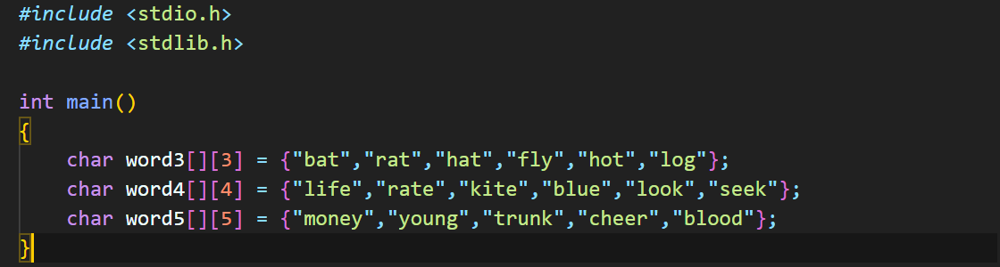 #include <stdio.h>
#include <stdlib.h>
int main()
{
char word3[][3] = {"bat","rat","hat","fly","hot","log"};
char word4[][4] = {"life","rate","kite","blue","look","seek"};
char word5[][5] = {"money","young","trunk","cheer","blood"};
}